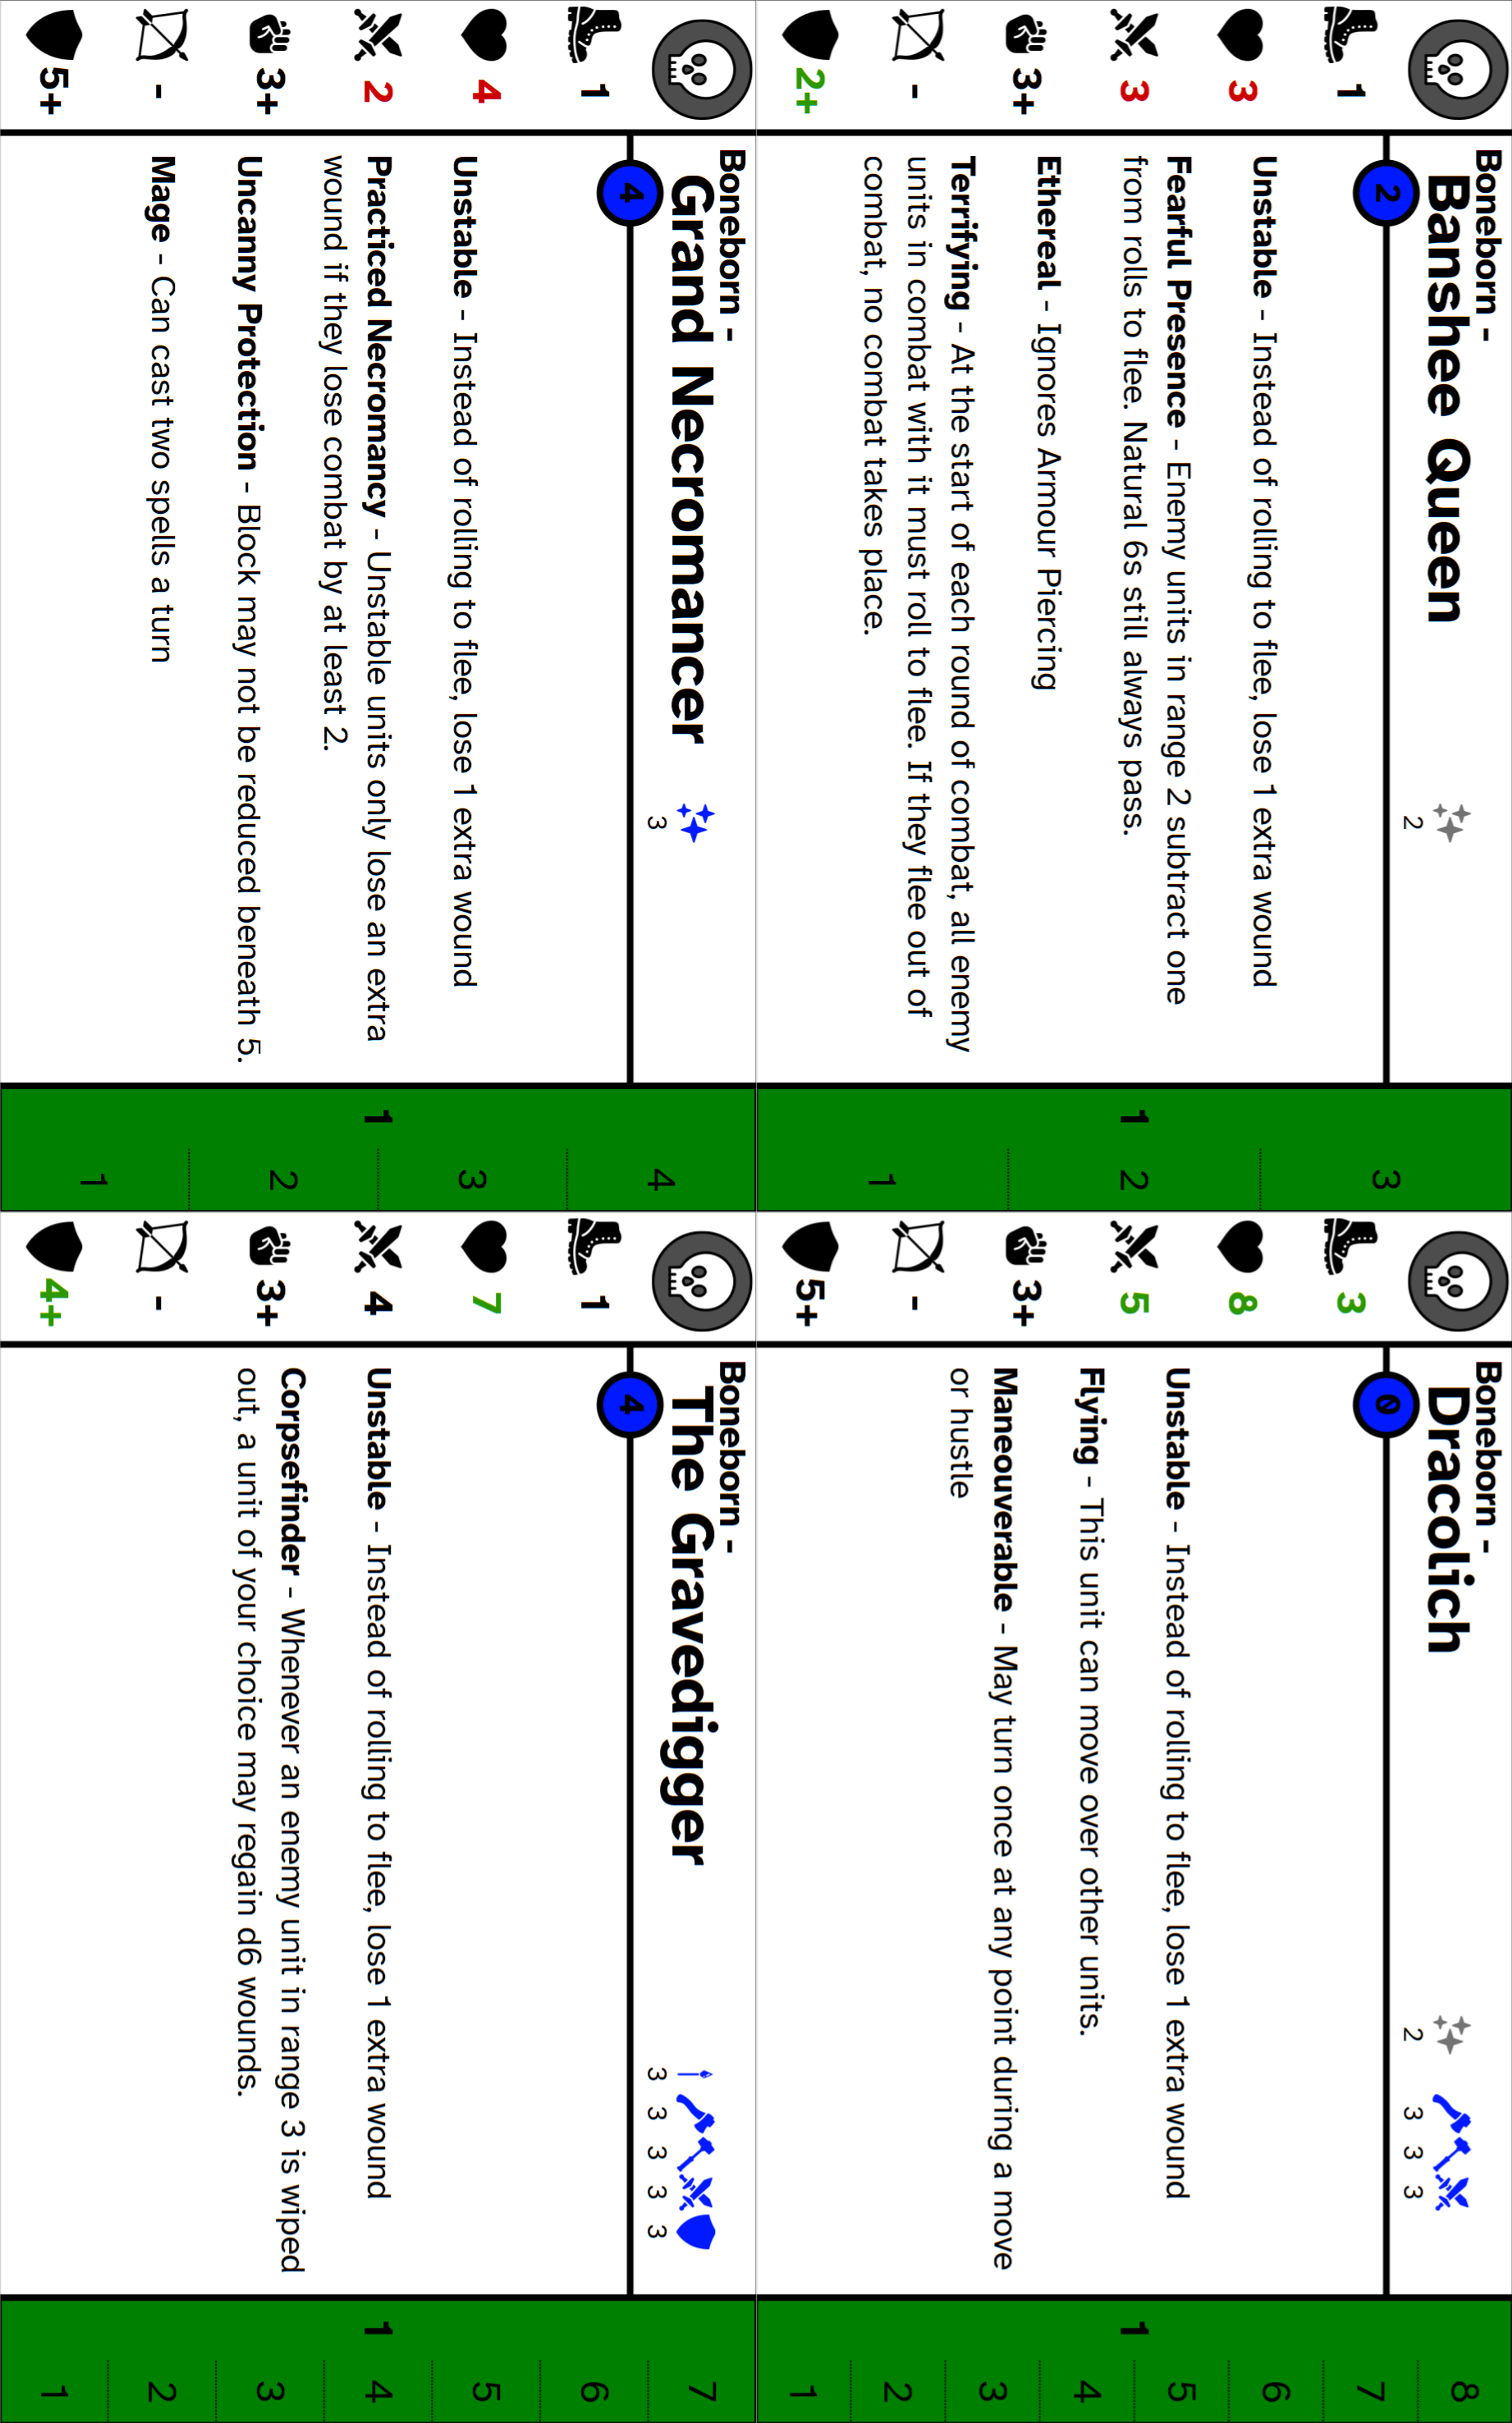 Boneborn -
Banshee Queen
2
2
1
3
3
3+
-
2+
Unstable - Instead of rolling to flee, lose 1 extra wound
Fearful Presence - Enemy units in range 2 subtract one
from rolls to flee. Natural 6s still always pass.
Ethereal - Ignores Armour Piercing
Terrifying - At the start of each round of combat, all enemy
units in combat with it must roll to flee. If they flee out of
combat, no combat takes place.
1
3
2
1
Boneborn -
Dracolich
2 3 3 3
0
3
8
5
3+
-
5+
Unstable - Instead of rolling to flee, lose 1 extra wound
Flying - This unit can move over other units.
Maneouverable - May turn once at any point during a move
or hustle
1
8
7
6
5
4
3
2
1
Boneborn -
Grand Necromancer
3
4
1
4
2
3+
-
5+
Unstable - Instead of rolling to flee, lose 1 extra wound
Practiced Necromancy - Unstable units only lose an extra
wound if they lose combat by at least 2.
Uncanny Protection - Block may not be reduced beneath 5.
Mage - Can cast two spells a turn
1
4
3
2
1
Boneborn -
The Gravedigger
3 3 3 3 3
4
1
7
4
3+
-
4+
Unstable - Instead of rolling to flee, lose 1 extra wound
Corpsefinder - Whenever an enemy unit in range 3 is wiped
out, a unit of your choice may regain d6 wounds.
1
7
6
5
4
3
2
1